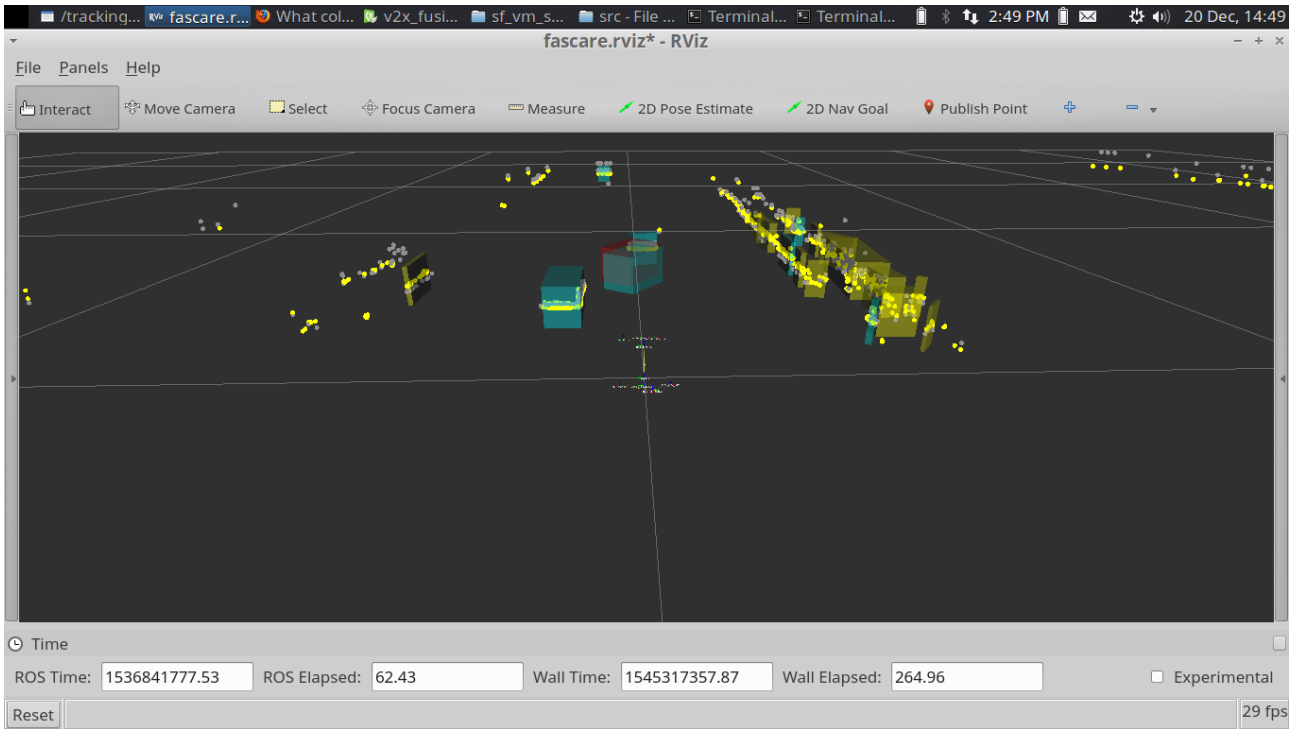 /tracking... fascare.r... What col... v2x_fusi... sf_vm_s... src - File ... Terminal... Terminal... 2:49 PM 20 Dec, 14:49
fascare.rviz* - RViz
File Panels Help
Interact Move Camera Select Focus Camera Measure 2D Pose Estimate 2D Nav Goal Publish Point
Time
ROS Time: 1536841777.53 ROS Elapsed: 62.43 Wall Time: 1545317357.87 Wall Elapsed: 264.96 Experimental
Reset 29 fps